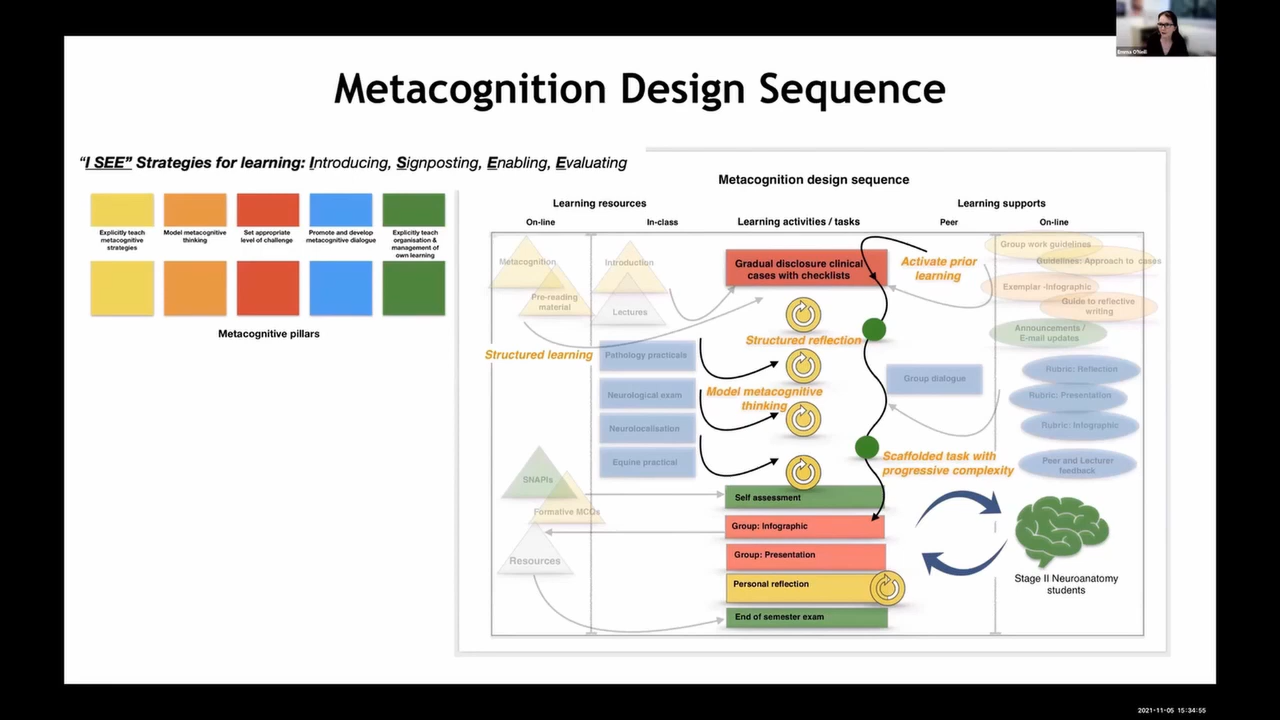 Emma O'Neill
Metacognition Design Sequence
"I SEE" Strategies for learning: Introducing, Signposting, Enabling, Evaluating
Explicitly teach
metacognitive
strategies
Model metacognitive
thinking
Set appropriate
level of challenge
Promote and develop
metacognitive dialogue
Explicitly teach
organisation &
management of
own learning
Metacognitive pillars
Metacognition design sequence
Learning resources
Learning supports
On-line
In-class
Learning activities / tasks
Peer
On-line
Metacognition
Pre-reading
material
Introduction
Lectures
Structured learning
Pathology practicals
Neurological exam
Neurolocalisation
Equine practical
SNAPIs
Formative MCQs
Resources
Gradual disclosure clinical
cases with checklists
Structured reflection
Model metacognitive
thinking
Self assessment
Group: Infographic
Group: Presentation
Personal reflection
End of semester exam
Activate prior
learning
Group dialogue
Scaffolded task with
progressive complexity
Group work guidelines
Guidelines: Approach to cases
Exemplar -Infographic
Guide to reflective
writing
Announcements /
E-mail updates
Rubric: Reflection
Rubric: Presentation
Rubric: Infographic
Peer and Lecturer
feedback
Stage II Neuroanatomy
students
2021-11-05 15:34:55